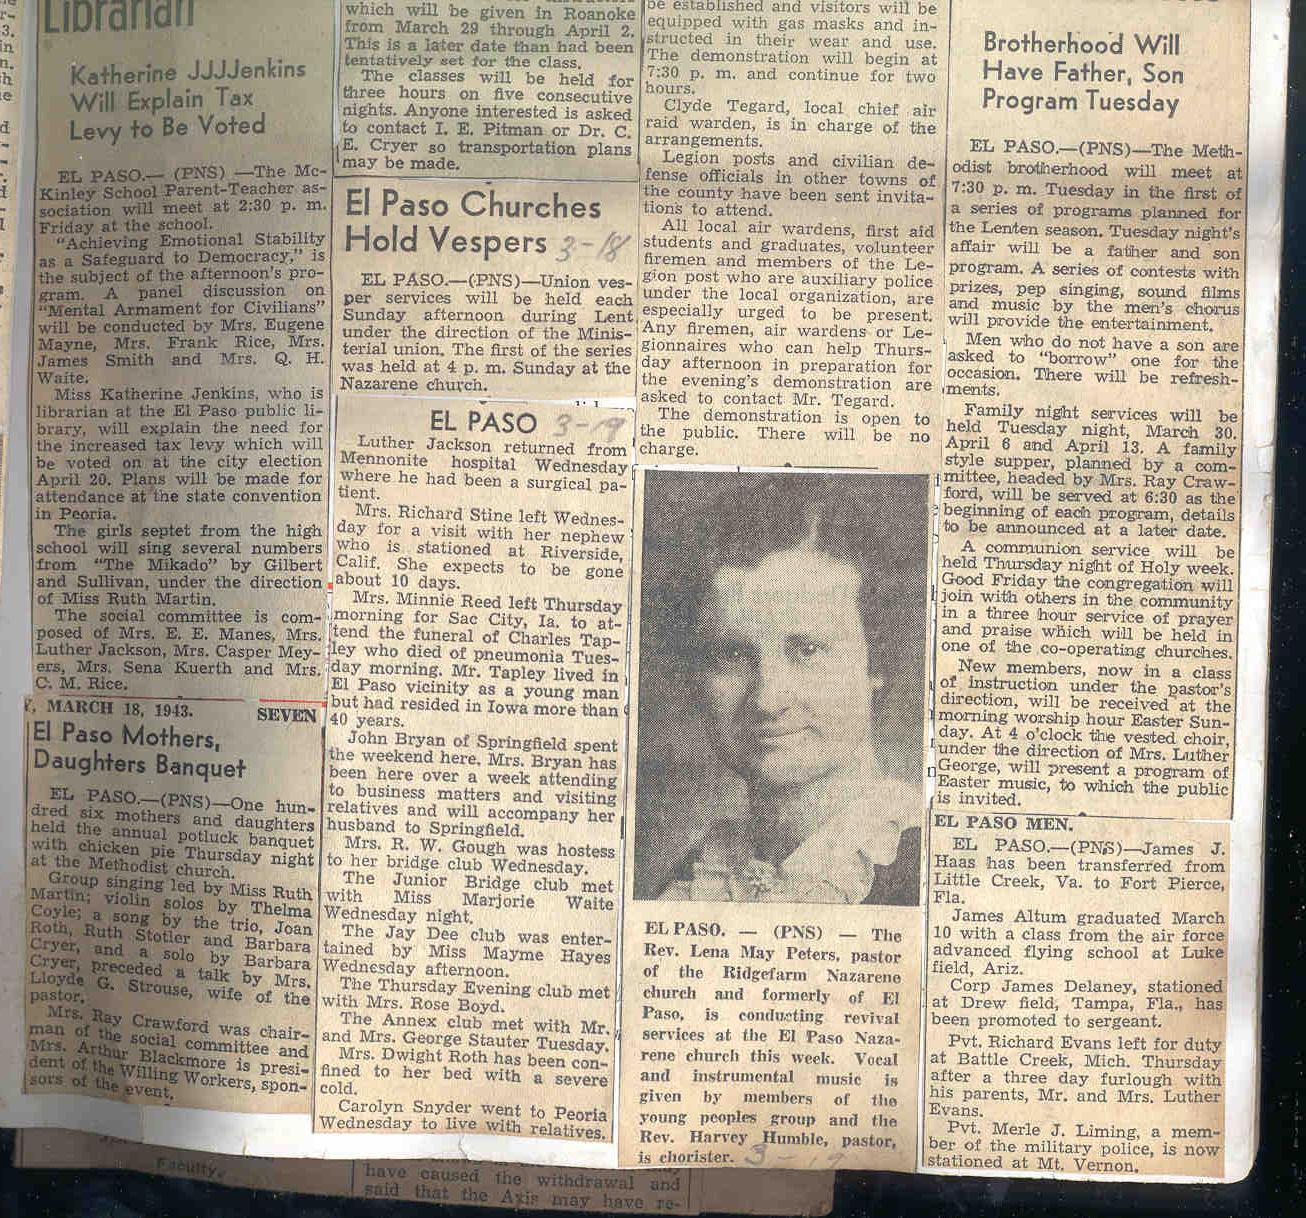 Librarian
Katherine JJJJenkins
Will Explain Tax
Levy to Be Voted
EL PASO.— (PNS) —The Mc-
Kinley School Parent-Teacher as-
sociation will meet at 2:30 p. m.
Friday at the school.
"Achieving Emotional Stability
as a Safeguard to Democracy," is
the subject of the afternoon's pro-
gram. A panel discussion on
"Mental Armament for Civilians"
will be conducted by Mrs. Eugene
Mayne, Mrs. Frank Rice, Mrs.
James Smith and Mrs. Q. H.
Waite.
Miss Katherine Jenkins, who is
librarian at the El Paso public li-
brary, will explain the need for
the increased tax levy which will
be voted on at the city election
April 20. Plans will be made for
attendance at the state convention
in Peoria.
The girls septet from the high
school will sing several numbers
from "The Mikado" by Gilbert
and Sullivan, under the direction
of Miss Ruth Martin.
The social committee is com-
posed of Mrs. E. E. Manes, Mrs.
Luther Jackson, Mrs. Casper Mey-
ers, Mrs. Sena Kuerth and Mrs.
C. M. Rice.
MARCH 18, 1943. SEVEN
El Paso Mothers,
Daughters Banquet
EL PASO.—(PNS)—One hun-
dred six mothers and daughters
held the annual potluck banquet
with chicken pie Thursday night
at the Methodist church.
Group singing led by Miss Ruth
Martin; violin solos by Thelma
Coyle; a song by the trio, Joan
Roth, Ruth Stotler and Barbara
Cryer, and a solo by Barbara
Cryer, preceded a talk by Mrs.
Lloyde G. Strouse, wife of the
pastor.
Mrs. Ray Crawford was chair-
man of the social committee and
Mrs. Arthur Blackmore is presi-
dent of the Willing Workers, spon-
sors of the event.
which will be given in Roanoke
from March 29 through April 2.
This is a later date than had been
tentatively set for the class.
The classes will be held for
three hours on five consecutive
nights. Anyone interested is asked
to contact I. E. Pitman or Dr. C.
E. Cryer so transportation plans
may be made.
El Paso Churches
Hold Vespers 3-18
EL PASO.—(PNS)—Union ves-
per services will be held each
Sunday afternoon during Lent
under the direction of the Minis-
terial union. The first of the series
was held at 4 p. m. Sunday at the
Nazarene church.
EL PASO 3-19
Luther Jackson returned from
Mennonite hospital Wednesday
where he had been a surgical pa-
tient.
Mrs. Richard Stine left Wednes-
day for a visit with her nephew
who is stationed at Riverside,
Calif. She expects to be gone
about 10 days.
Mrs. Minnie Reed left Thursday
morning for Sac City, Ia. to at-
tend the funeral of Charles Tap-
ley who died of pneumonia Tues-
day morning. Mr. Tapley lived in
El Paso vicinity as a young man
but had resided in Iowa more than
40 years.
John Bryan of Springfield spent
the weekend here. Mrs. Bryan has
been here over a week attending
to business matters and visiting
relatives and will accompany her
husband to Springfield.
Mrs. R. W. Gough was hostess
to her bridge club Wednesday.
The Junior Bridge club met
with Miss Marjorie Waite
Wednesday night.
The Jay Dee club was enter-
tained by Miss Mayme Hayes
Wednesday afternoon.
The Thursday Evening club met
with Mrs. Rose Boyd.
The Annex club met with Mr.
and Mrs. George Stauter Tuesday.
Mrs. Dwight Roth has been con-
fined to her bed with a severe
cold.
Carolyn Snyder went to Peoria
Wednesday to live with relatives.
be established and visitors will be
equipped with gas masks and in-
structed in their wear and use.
The demonstration will begin at
7:30 p. m. and continue for two
hours.
Clyde Tegard, local chief air
raid warden, is in charge of the
arrangements.
Legion posts and civilian de-
fense officials in other towns of
the county have been sent invita-
tions to attend.
All local air wardens, first aid
students and graduates, volunteer
firemen and members of the Le-
gion post who are auxiliary police
under the local organization, are
especially urged to be present.
Any firemen, air wardens or Le-
gionnaires who can help Thurs-
day afternoon in preparation for
the evening's demonstration are
asked to contact Mr. Tegard.
The demonstration is open to
the public. There will be no
charge.
EL PASO. — (PNS) — The
Rev. Lena May Peters, pastor
of the Ridgefarm Nazarene
church and formerly of El
Paso, is conducting revival
services at the El Paso Naza-
rene church this week. Vocal
and instrumental music is
given by members of the
young peoples group and the
Rev. Harvey Humble, pastor,
is chorister. 3-19
Brotherhood Will
Have Father, Son
Program Tuesday
EL PASO.—(PNS)—The Meth-
odist brotherhood will meet at
7:30 p. m. Tuesday in the first of
a series of programs planned for
the Lenten season. Tuesday night's
affair will be a father and son
program. A series of contests with
prizes, pep singing, sound films
and music by the men's chorus
will provide the entertainment.
Men who do not have a son are
asked to "borrow" one for the
occasion. There will be refresh-
ments.
Family night services will be
held Tuesday night, March 30.
April 6 and April 13. A family
style supper, planned by a com-
mittee, headed by Mrs. Ray Craw-
ford, will be served at 6:30 as the
beginning of each program, details
to be announced at a later date.
A communion service will be
held Thursday night of Holy week.
Good Friday the congregation will
join with others in the community
in a three hour service of prayer
and praise which will be held in
one of the co-operating churches.
New members, now in a class
of instruction under the pastor's
direction, will be received at the
morning worship hour Easter Sun-
day. At 4 o'clock the vested choir,
under the direction of Mrs. Luther
George, will present a program of
Easter music, to which the public
is invited.
EL PASO MEN.
EL PASO.—(PNS)—James J.
Haas has been transferred from
Little Creek, Va. to Fort Pierce,
Fla.
James Altum graduated March
10 with a class from the air force
advanced flying school at Luke
field, Ariz.
Corp James Delaney, stationed
at Drew field, Tampa, Fla., has
been promoted to sergeant.
Pvt. Richard Evans left for duty
at Battle Creek, Mich. Thursday
after a three day furlough with
his parents, Mr. and Mrs. Luther
Evans.
Pvt. Merle J. Liming, a mem-
ber of the military police, is now
stationed at Mt. Vernon.
Faculty.
have caused the withdrawal and
said that the Axis may have re-